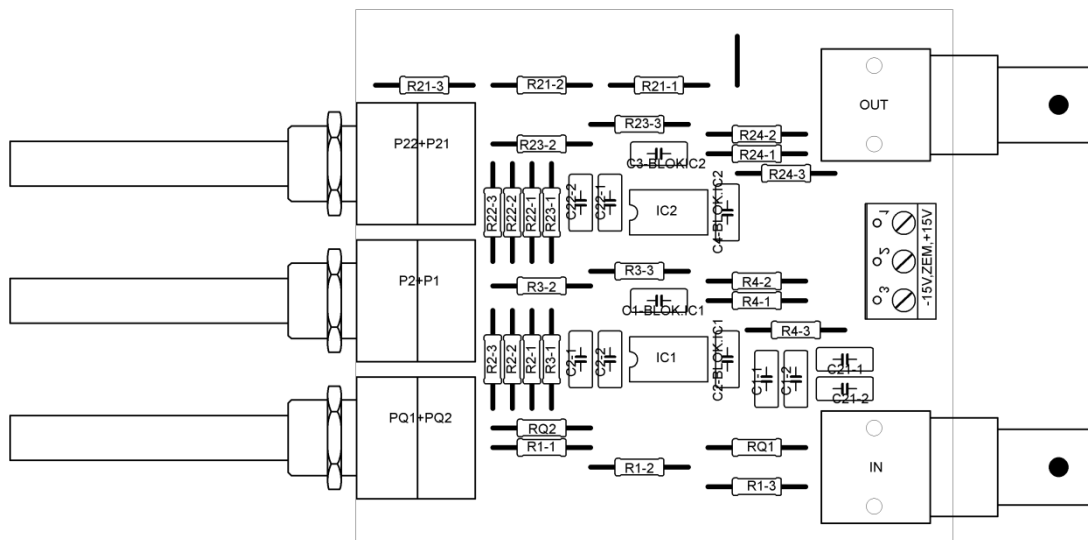 R21-3
R21-2
R21-1
OUT
R23-3
R24-2
P22+P21
R23-2
R24-1
C3-BLOK.IC2
R24-3
R22-3
R22-2
R22-1
R23-1
C22-2
C22-1
IC2
C4-BLOK.IC2
1
2
3
-15V,ZEM,+15V
P2+P1
R3-3
R3-2
R4-2
R4-1
C1-BLOK.IC1
R4-3
R2-3
R2-2
R2-1
R3-1
C2-1
C2-2
IC1
C2-BLOK.IC1
C1-1
C1-2
C21-1
C21-2
PQ1+PQ2
RQ2
R1-1
RQ1
R1-2
IN
R1-3